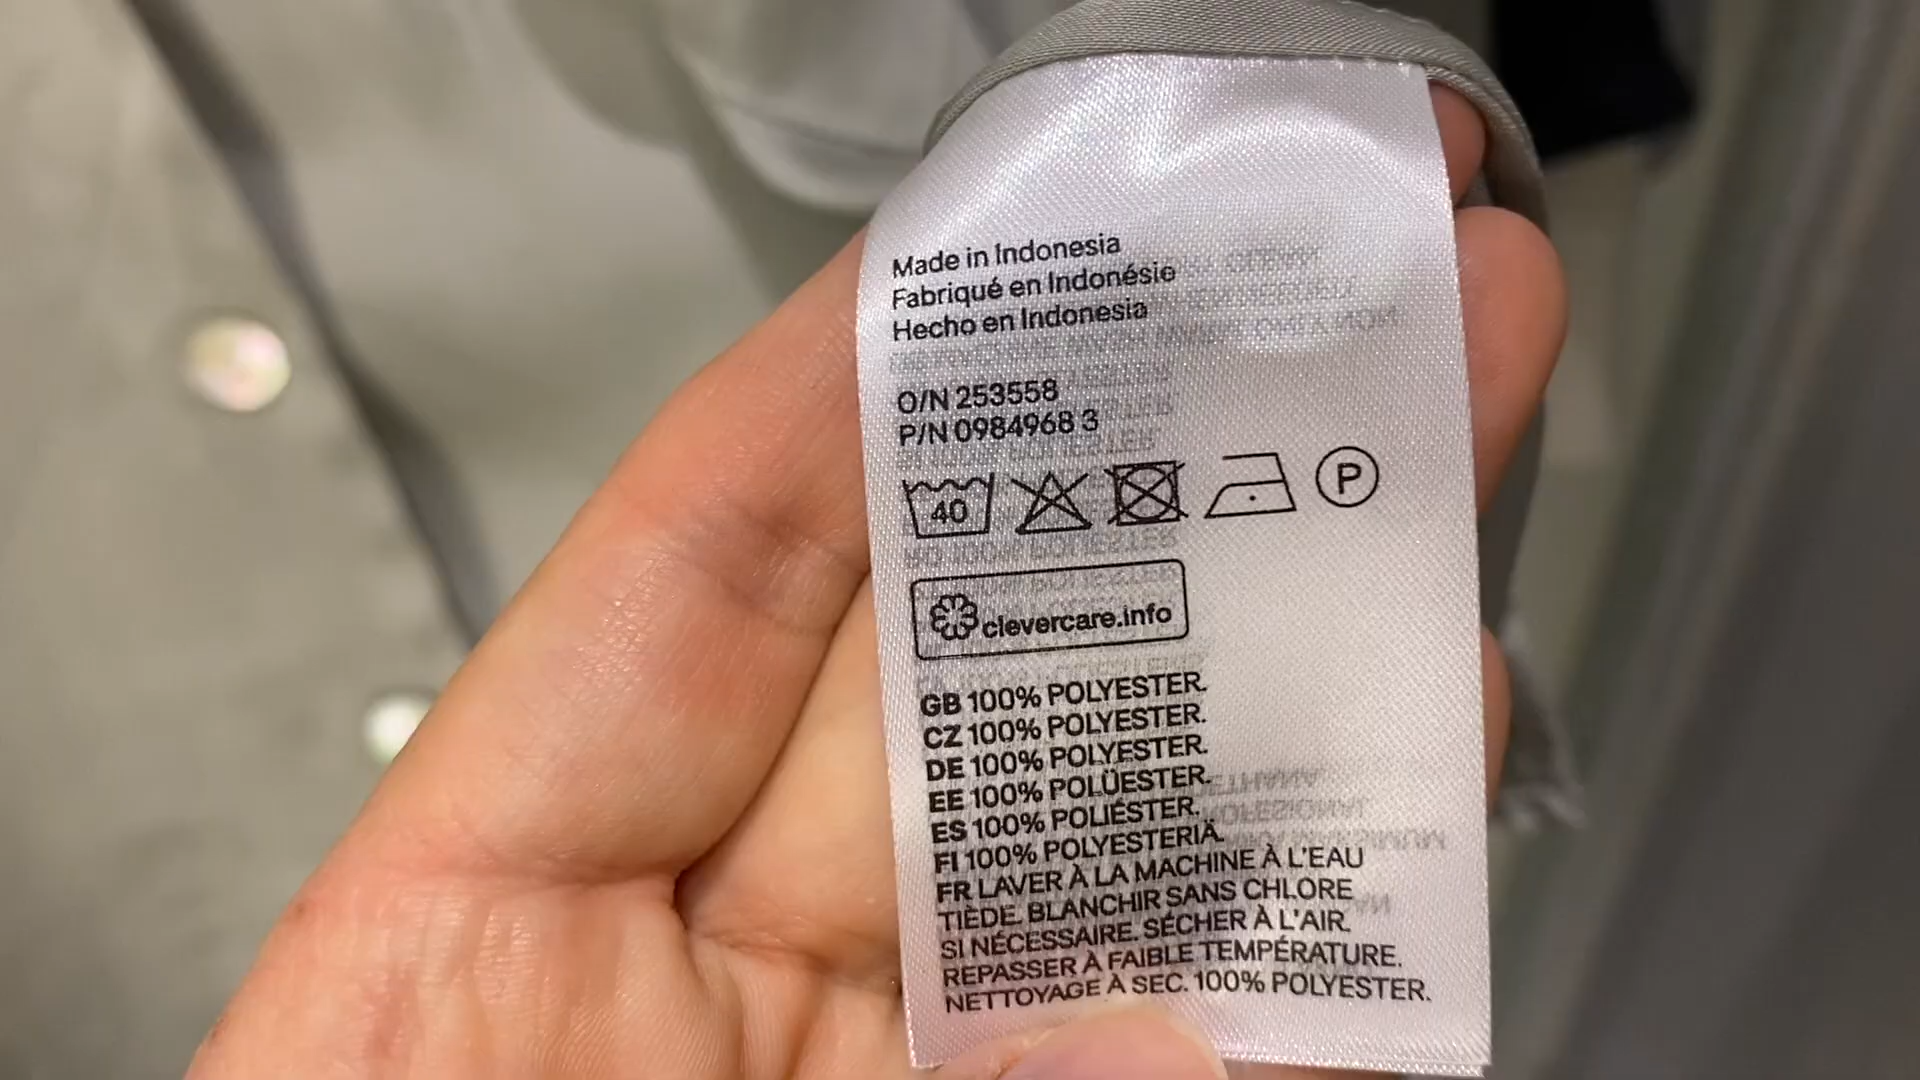 Made in Indonesia
Fabriqué en Indonésie
Hecho en Indonesia
O/N 253558
P/N 0984968 3
40
P
clevercare.info
GB 100% POLYESTER.
CZ 100% POLYESTER.
DE 100% POLYESTER.
EE 100% POLÜESTER.
ES 100% POLIÉSTER.
FI 100% POLYESTERIÄ.
FR LAVER À LA MACHINE À L'EAU
TIÈDE. BLANCHIR SANS CHLORE
SI NÉCESSAIRE. SÉCHER À L'AIR.
REPASSER À FAIBLE TEMPÉRATURE.
NETTOYAGE À SEC. 100% POLYESTER.